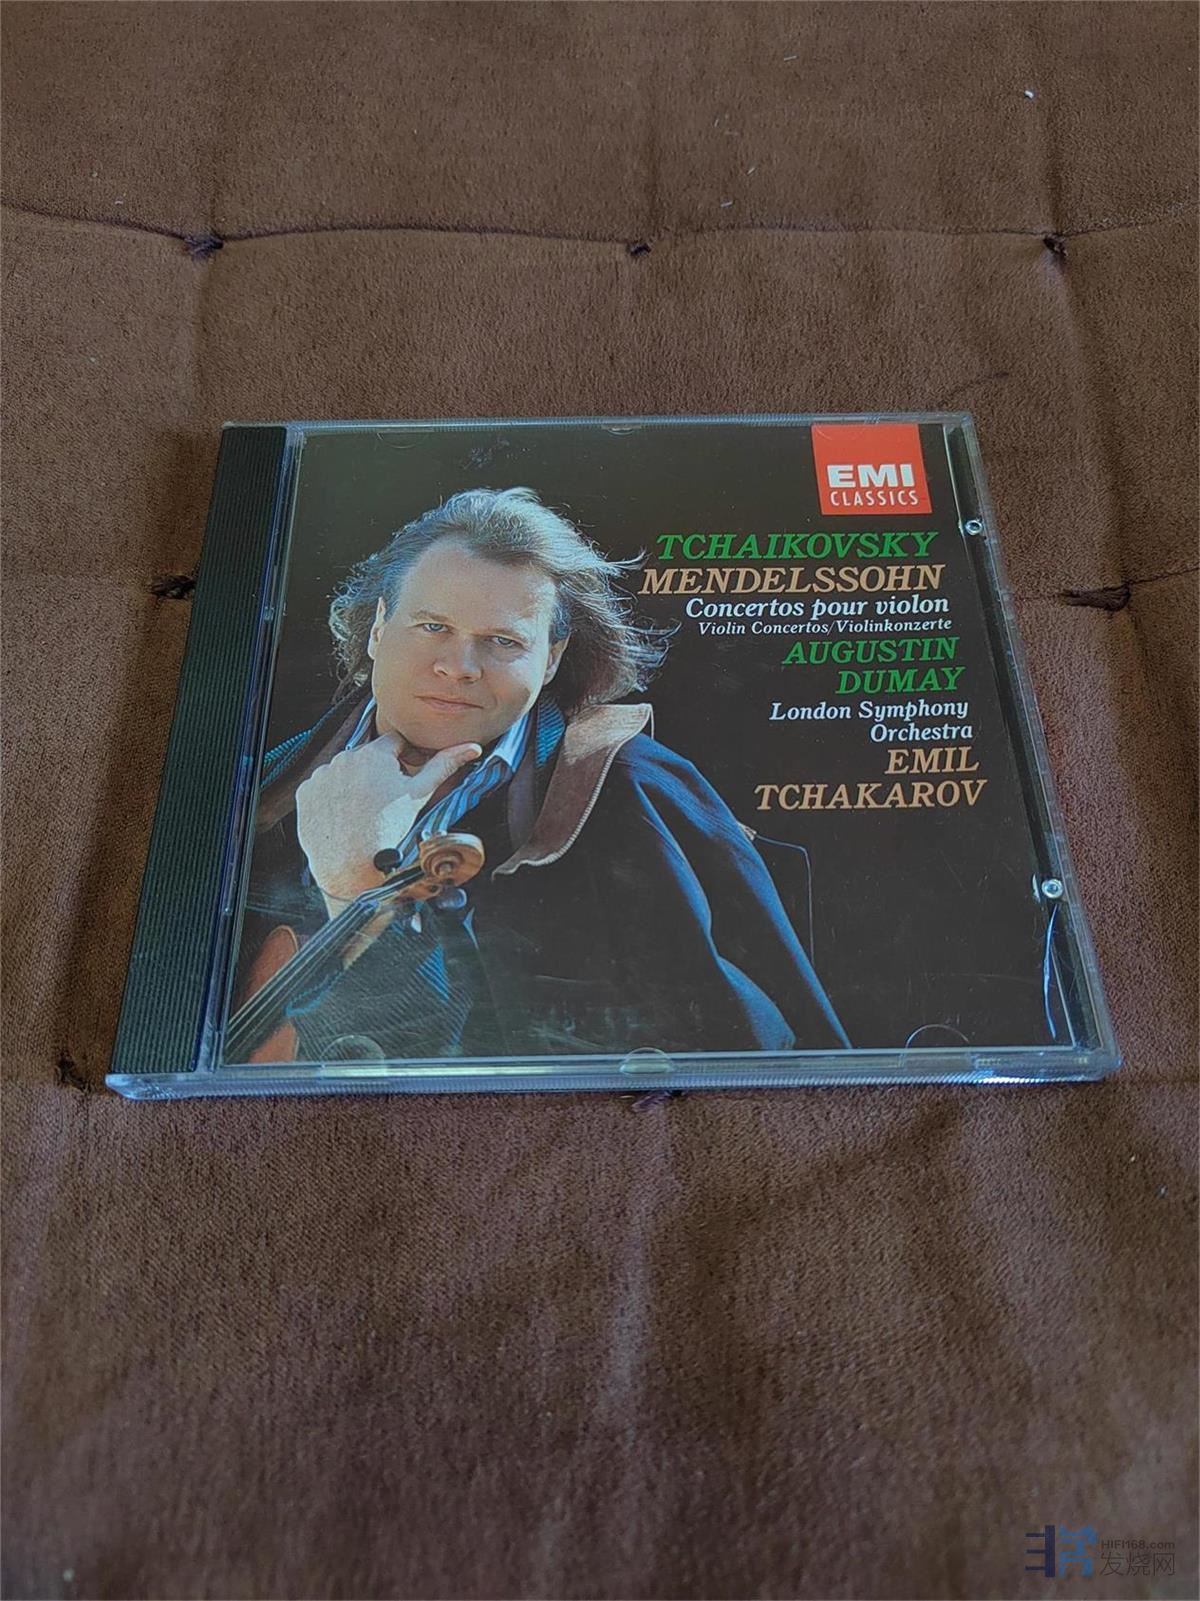 EMI
CLASSICS
TCHAIKOVSKY
MENDELSSOHN
Concertos pour violon
Violin Concertos/Violinkonzerte
AUGUSTIN
DUMAY
London Symphony
Orchestra
EMIL
TCHAKAROV
HIFI168.com
发烧网